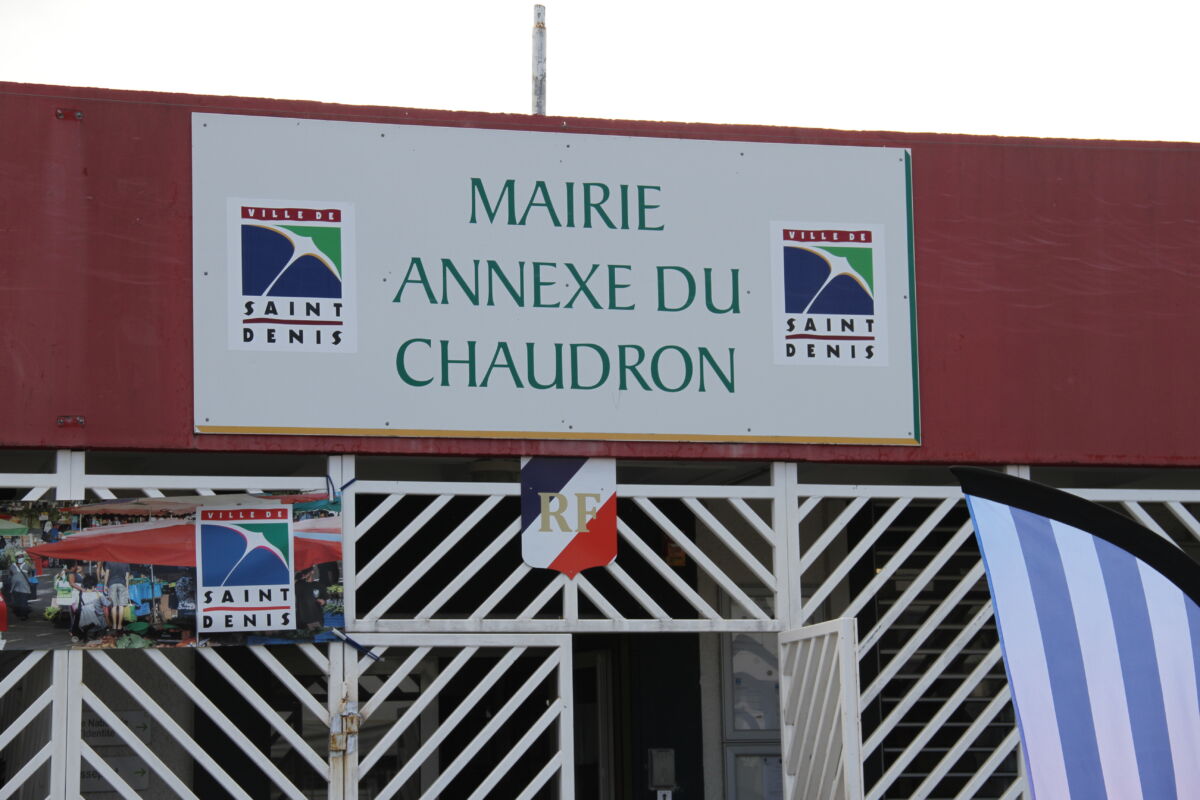 MAIRIE
ANNEXE DU
CHAUDRON
VILLE DE
SAINT
DENIS
VILLE DE
SAINT
DENIS
RF
VILLE DE
SAINT
DENIS